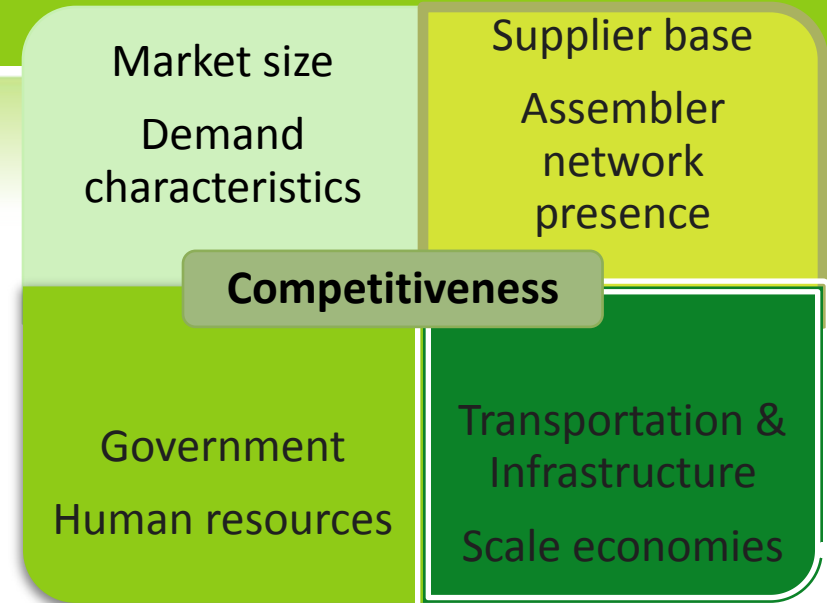 Market size
Demand
characteristics
Supplier base
Assembler
network
presence
Competitiveness
Government
Human resources
Transportation &
Infrastructure
Scale economies